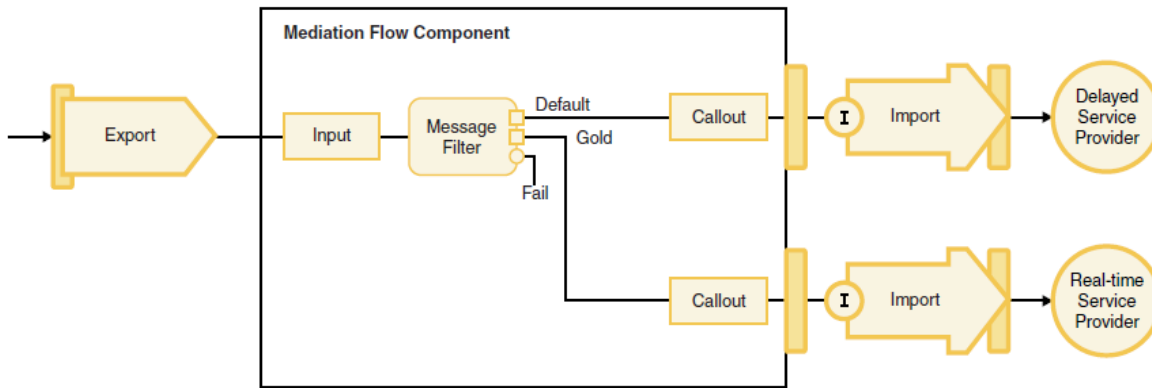 Mediation Flow Component
Export
Input
Message
Filter
Default
Gold
Fail
Callout
I
Import
Delayed
Service
Provider
Callout
I
Import
Real-time
Service
Provider